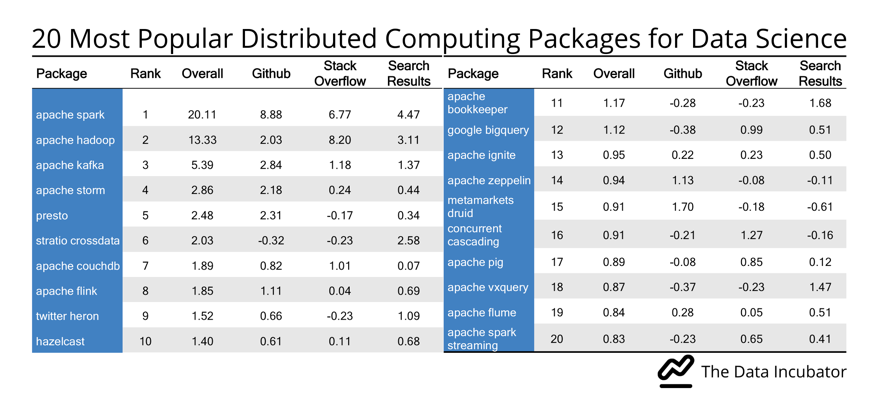 20 Most Popular Distributed Computing Packages for Data Science
Package Rank Overall Github Stack Overflow Search Results
apache spark 1 20.11 8.88 6.77 4.47
apache hadoop 2 13.33 2.03 8.20 3.11
apache kafka 3 5.39 2.84 1.18 1.37
apache storm 4 2.86 2.18 0.24 0.44
presto 5 2.48 2.31 -0.17 0.34
stratio crossdata 6 2.03 -0.32 -0.23 2.58
apache couchdb 7 1.89 0.82 1.01 0.07
apache flink 8 1.85 1.11 0.04 0.69
twitter heron 9 1.52 0.66 -0.23 1.09
hazelcast 10 1.40 0.61 0.11 0.68
Package Rank Overall Github Stack Overflow Search Results
apache bookkeeper 11 1.17 -0.28 -0.23 1.68
google bigquery 12 1.12 -0.38 0.99 0.51
apache ignite 13 0.95 0.22 0.23 0.50
apache zeppelin 14 0.94 1.13 -0.08 -0.11
metamarkets druid 15 0.91 1.70 -0.18 -0.61
concurrent cascading 16 0.91 -0.21 1.27 -0.16
apache pig 17 0.89 -0.08 0.85 0.12
apache vxquery 18 0.87 -0.37 -0.23 1.47
apache flume 19 0.84 0.28 0.05 0.51
apache spark streaming 20 0.83 -0.23 0.65 0.41
The Data Incubator